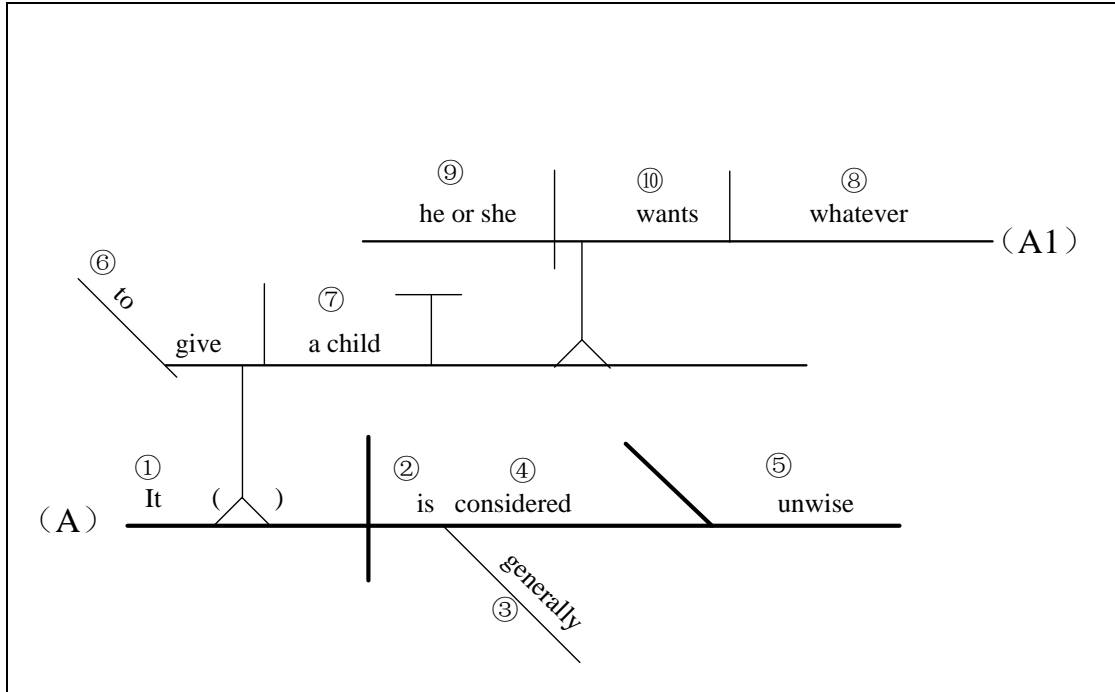 ⑨ ⑩ ⑧
he or she wants whatever
(A1)
⑥
to
⑦
give a child
① ② ④ ⑤
It ( ) is considered unwise
(A)
generally
③